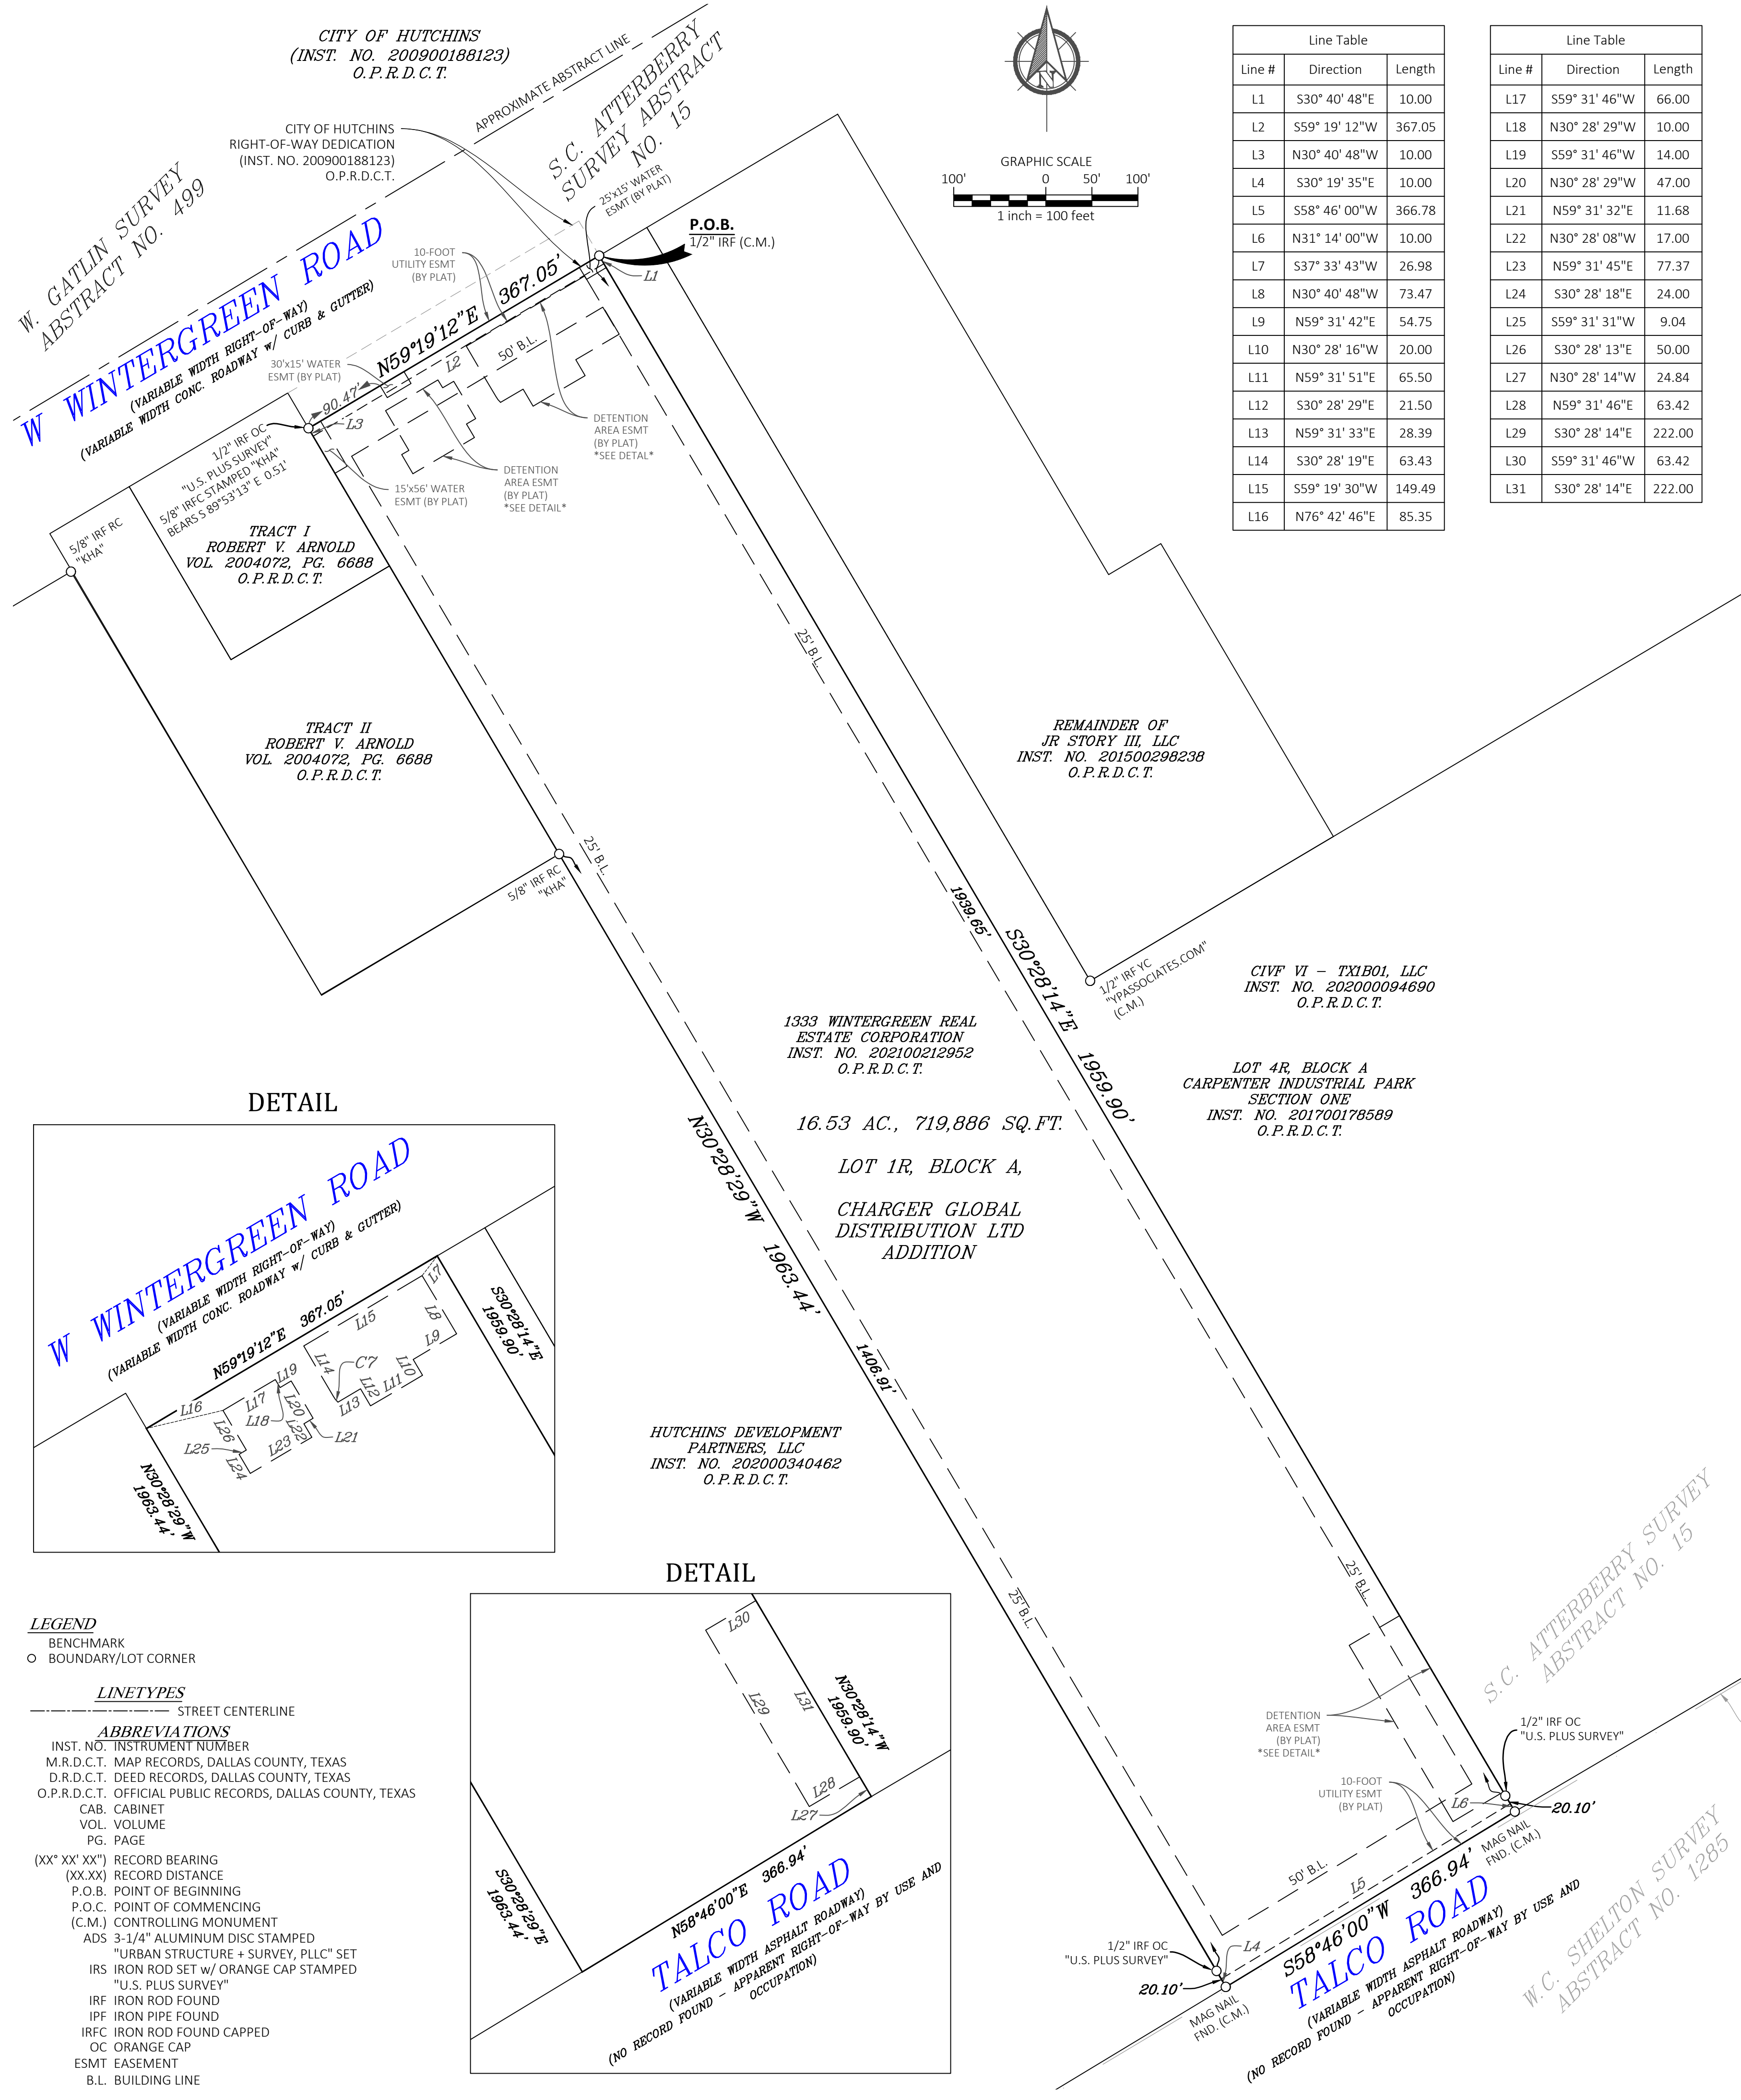 CITY OF HUTCHINS
(INST. NO. 200900188123)
O.P.R.D.C.T.
APPROXIMATE ABSTRACT LINE
S.C. ATTERBERRY
SURVEY ABSTRACT
NO. 15
CITY OF HUTCHINS
RIGHT-OF-WAY DEDICATION
(INST. NO. 200900188123)
O.P.R.D.C.T.
W. GATLIN SURVEY
ABSTRACT NO. 499
25'x15' WATER
ESMT (BY PLAT)
P.O.B.
1/2" IRF (C.M.)
L1
N
GRAPHIC SCALE
100' 0 50' 100'
1 inch = 100 feet
Line Table
Line # Direction Length
L1 S30° 40' 48"E 10.00
L2 S59° 19' 12"W 367.05
L3 N30° 40' 48"W 10.00
L4 S30° 19' 35"E 10.00
L5 S58° 46' 00"W 366.78
L6 N31° 14' 00"W 10.00
L7 S37° 33' 43"W 26.98
L8 N30° 40' 48"W 73.47
L9 N59° 31' 42"E 54.75
L10 N30° 28' 16"W 20.00
L11 N59° 31' 51"E 65.50
L12 S30° 28' 29"E 21.50
L13 N59° 31' 33"E 28.39
L14 S30° 28' 19"E 63.43
L15 S59° 19' 30"W 149.49
L16 N76° 42' 46"E 85.35
Line Table
Line # Direction Length
L17 S59° 31' 46"W 66.00
L18 N30° 28' 29"W 10.00
L19 S59° 31' 46"W 14.00
L20 N30° 28' 29"W 47.00
L21 N59° 31' 32"E 11.68
L22 N30° 28' 08"W 17.00
L23 N59° 31' 45"E 77.37
L24 S30° 28' 18"E 24.00
L25 S59° 31' 31"W 9.04
L26 S30° 28' 13"E 50.00
L27 N30° 28' 14"W 24.84
L28 N59° 31' 46"E 63.42
L29 S30° 28' 14"E 222.00
L30 S59° 31' 46"W 63.42
L31 S30° 28' 14"E 222.00
W WINTERGREEN ROAD
(VARIABLE WIDTH RIGHT-OF-WAY)
(VARIABLE WIDTH CONC. ROADWAY w/ CURB & GUTTER)
10-FOOT
UTILITY ESMT
(BY PLAT)
N59°19'12"E 367.05'
30'x15' WATER
ESMT (BY PLAT)
L2
50' B.L.
90.47'
L3
DETENTION
AREA ESMT
(BY PLAT)
*SEE DETAL*
DETENTION
AREA ESMT
(BY PLAT)
*SEE DETAIL*
15'x56' WATER
ESMT (BY PLAT)
1/2" IRF OC
"U.S. PLUS SURVEY"
5/8" IRFC STAMPED "KHA"
BEARS S 89°53'13" E 0.51'
5/8" IRF RC
"KHA"
TRACT I
ROBERT V. ARNOLD
VOL. 2004072, PG. 6688
O.P.R.D.C.T.
TRACT II
ROBERT V. ARNOLD
VOL. 2004072, PG. 6688
O.P.R.D.C.T.
25' B.L.
REMAINDER OF
JR STORY III, LLC
INST. NO. 201500298238
O.P.R.D.C.T.
25' B.L.
5/8" IRF RC
"KHA"
1939.65'
S30°28'14"E 1959.90'
1/2" IRF YC
"YPASSOCIATES.COM"
(C.M.)
CIVF VI – TX1B01, LLC
INST. NO. 202000094690
O.P.R.D.C.T.
1333 WINTERGREEN REAL
ESTATE CORPORATION
INST. NO. 202100212952
O.P.R.D.C.T.
LOT 4R, BLOCK A
CARPENTER INDUSTRIAL PARK
SECTION ONE
INST. NO. 201700178589
O.P.R.D.C.T.
16.53 AC., 719,886 SQ.FT.
LOT 1R, BLOCK A,
CHARGER GLOBAL
DISTRIBUTION LTD
ADDITION
N30°28'29"W 1963.44'
1406.91'
HUTCHINS DEVELOPMENT
PARTNERS, LLC
INST. NO. 202000340462
O.P.R.D.C.T.
DETAIL
W WINTERGREEN ROAD
(VARIABLE WIDTH RIGHT-OF-WAY)
(VARIABLE WIDTH CONC. ROADWAY w/ CURB & GUTTER)
N59°19'12"E 367.05'
L7
L8
L9
L10
L11
L12
L13
L14
L15
C7
L16
L17
L18
L19
L20
L21
L22
L23
L24
L25
L26
S30°28'14"E
1959.90'
N30°28'29"W
1963.44'
DETAIL
L30
L29
L31
L28
L27
N30°28'14"W
1959.90'
S30°28'29"E
1963.44'
N58°46'00"E 366.94'
TALCO ROAD
(VARIABLE WIDTH ASPHALT ROADWAY)
(NO RECORD FOUND – APPARENT RIGHT-OF-WAY BY USE AND
OCCUPATION)
25' B.L.
25' B.L.
S.C. ATTERBERRY SURVEY
ABSTRACT NO. 15
DETENTION
AREA ESMT
(BY PLAT)
*SEE DETAIL*
1/2" IRF OC
"U.S. PLUS SURVEY"
10-FOOT
UTILITY ESMT
(BY PLAT)
L6
20.10'
MAG NAIL
FND. (C.M.)
50' B.L.
L5
S58°46'00"W 366.94'
TALCO ROAD
(VARIABLE WIDTH ASPHALT ROADWAY)
(NO RECORD FOUND – APPARENT RIGHT-OF-WAY BY USE AND
OCCUPATION)
1/2" IRF OC
"U.S. PLUS SURVEY"
L4
20.10'
MAG NAIL
FND. (C.M.)
W.C. SHELTON SURVEY
ABSTRACT NO. 1285
LEGEND
BENCHMARK
BOUNDARY/LOT CORNER
LINETYPES
STREET CENTERLINE
ABBREVIATIONS
INST. NO. INSTRUMENT NUMBER
M.R.D.C.T. MAP RECORDS, DALLAS COUNTY, TEXAS
D.R.D.C.T. DEED RECORDS, DALLAS COUNTY, TEXAS
O.P.R.D.C.T. OFFICIAL PUBLIC RECORDS, DALLAS COUNTY, TEXAS
CAB. CABINET
VOL. VOLUME
PG. PAGE
(XX° XX' XX") RECORD BEARING
(XX.XX) RECORD DISTANCE
P.O.B. POINT OF BEGINNING
P.O.C. POINT OF COMMENCING
(C.M.) CONTROLLING MONUMENT
ADS 3-1/4" ALUMINUM DISC STAMPED
"URBAN STRUCTURE + SURVEY, PLLC" SET
IRS IRON ROD SET w/ ORANGE CAP STAMPED
"U.S. PLUS SURVEY"
IRF IRON ROD FOUND
IPF IRON PIPE FOUND
IRFC IRON ROD FOUND CAPPED
OC ORANGE CAP
ESMT EASEMENT
B.L. BUILDING LINE